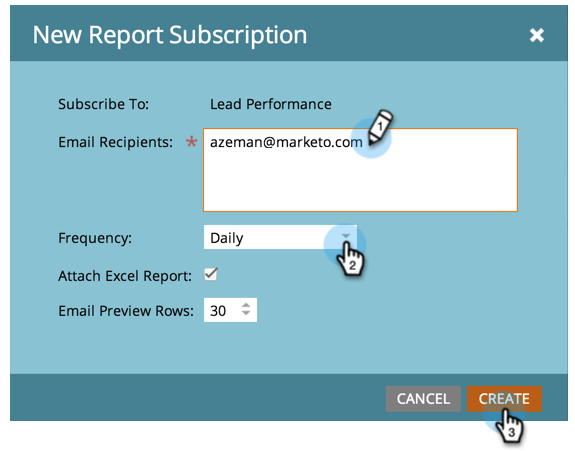 New Report Subscription
Subscribe To: Lead Performance
Email Recipients: * azeman@marketo.com
1
Frequency: Daily
2
Attach Excel Report:
Email Preview Rows: 30
CANCEL CREATE
3